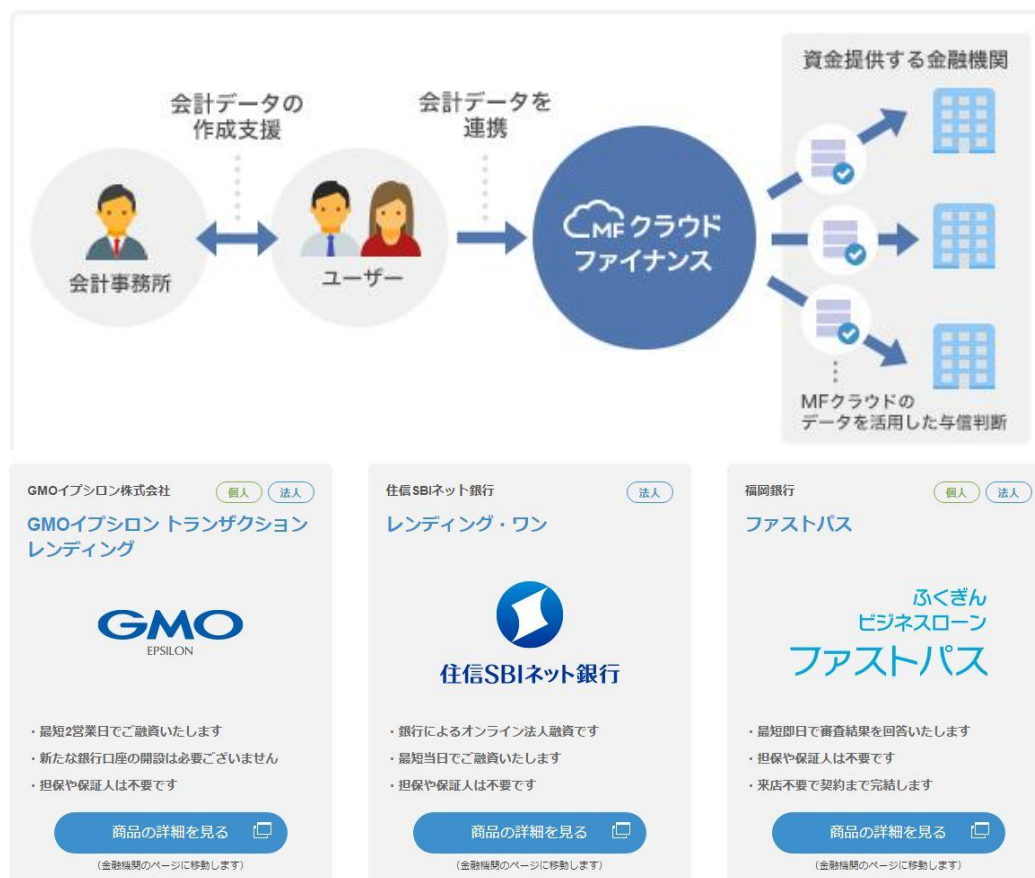 資金提供する金融機関
会計データの
作成支援
会計データを
連携
会計事務所
ユーザー
MFクラウド
ファイナンス
MFクラウドの
データを活用した与信判断
GMOイプシロン株式会社
個人
法人
GMOイプシロン トランザクション
レンディング
GMO
EPSILON
・最短2営業日でご融資いたします
・新たな銀行口座の開設は必要ございません
・担保や保証人は不要です
商品の詳細を見る
(金融機関のページに移動します)
住信SBIネット銀行
法人
レンディング・ワン
住信SBIネット銀行
・銀行によるオンライン法人融資です
・最短当日でご融資いたします
・担保や保証人は不要です
商品の詳細を見る
(金融機関のページに移動します)
福岡銀行
個人
法人
ファストパス
ふくぎん
ビジネスローン
ファストパス
・最短即日で審査結果を回答いたします
・担保や保証人は不要です
・来店不要で契約まで完結します
商品の詳細を見る
(金融機関のページに移動します)